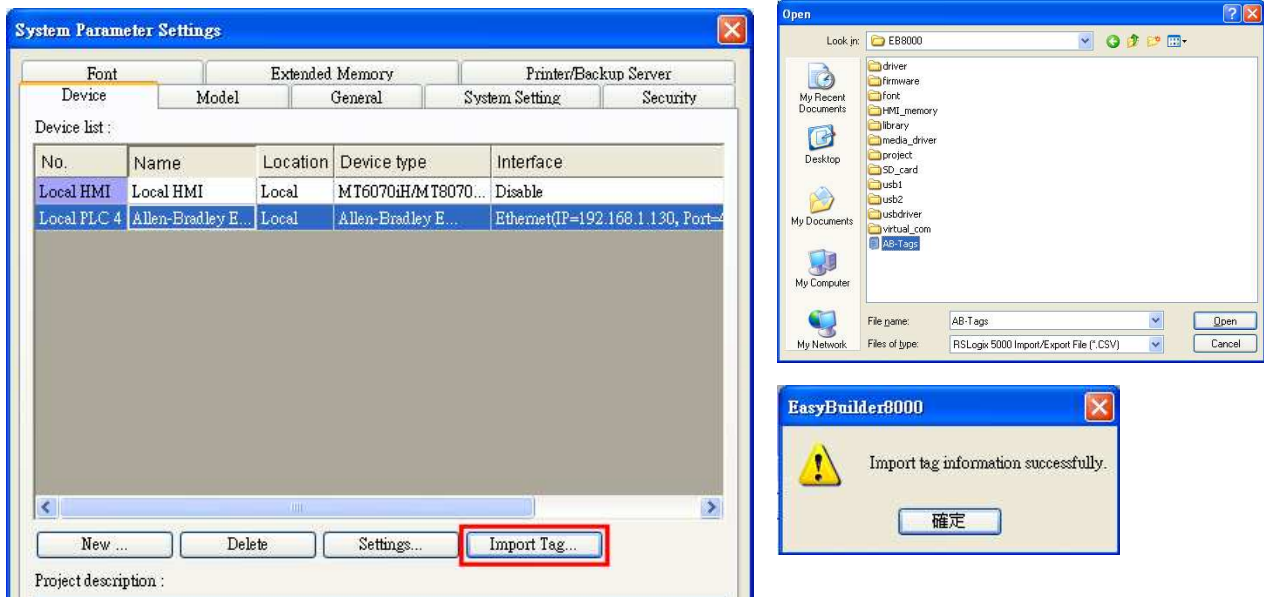 System Parameter Settings
Font Extended Memory Printer/Backup Server
Device Model General System Setting Security
Device list :
No. Name Location Device type Interface
Local HMI Local HMI Local MT6070iH/MT8070... Disable
Local PLC 4 Allen-Bradley E... Local Allen-Bradley E... Ethernet(IP=192.168.1.130, Port=4
New ... Delete Settings... Import Tag...
Project description :
Open
Look in: EB8000
My Recent Documents
Desktop
My Documents
My Computer
My Network
driver
firmware
font
HMI_memory
library
media_driver
project
SD_card
usb1
usb2
usbdriver
virtual_com
AB-Tags
File name: AB-Tags Open
Files of type: RSLogix 5000 Import/Export File (*.CSV) Cancel
EasyBuilder8000
Import tag information successfully.
確定